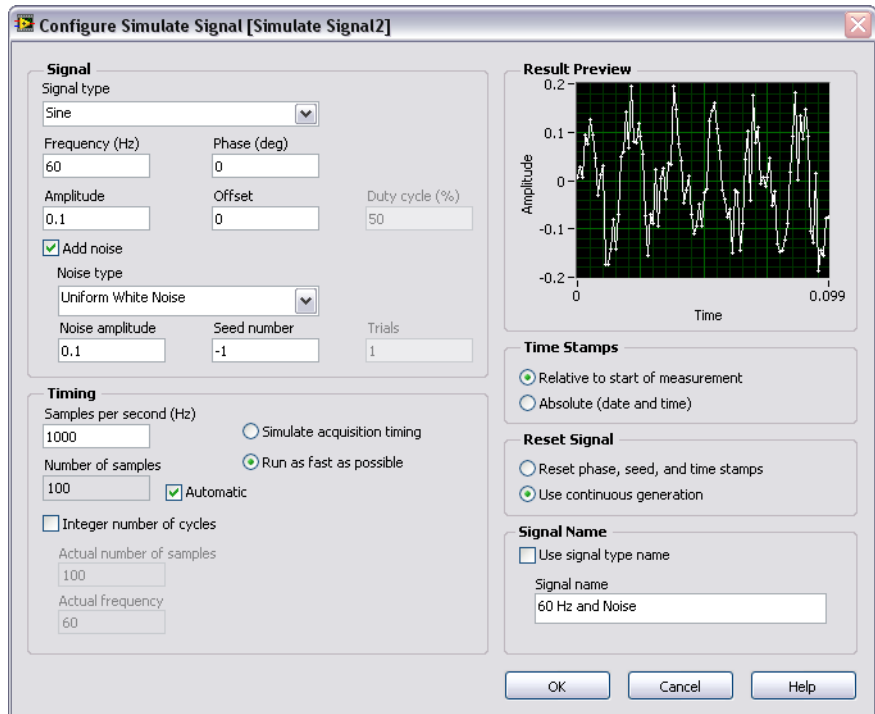 Configure Simulate Signal [Simulate Signal2]
Signal
Signal type
Sine
Frequency (Hz)
Phase (deg)
60
0
Amplitude
Offset
Duty cycle (%)
0.1
0
50
Add noise
Noise type
Uniform White Noise
Noise amplitude
Seed number
Trials
0.1
-1
1
Timing
Samples per second (Hz)
1000
Simulate acquisition timing
Run as fast as possible
Number of samples
100
Automatic
Integer number of cycles
Actual number of samples
100
Actual frequency
60
Result Preview
Amplitude
0.2
0.1
0
-0.1
-0.2
0
0.099
Time
Time Stamps
Relative to start of measurement
Absolute (date and time)
Reset Signal
Reset phase, seed, and time stamps
Use continuous generation
Signal Name
Use signal type name
Signal name
60 Hz and Noise
OK
Cancel
Help